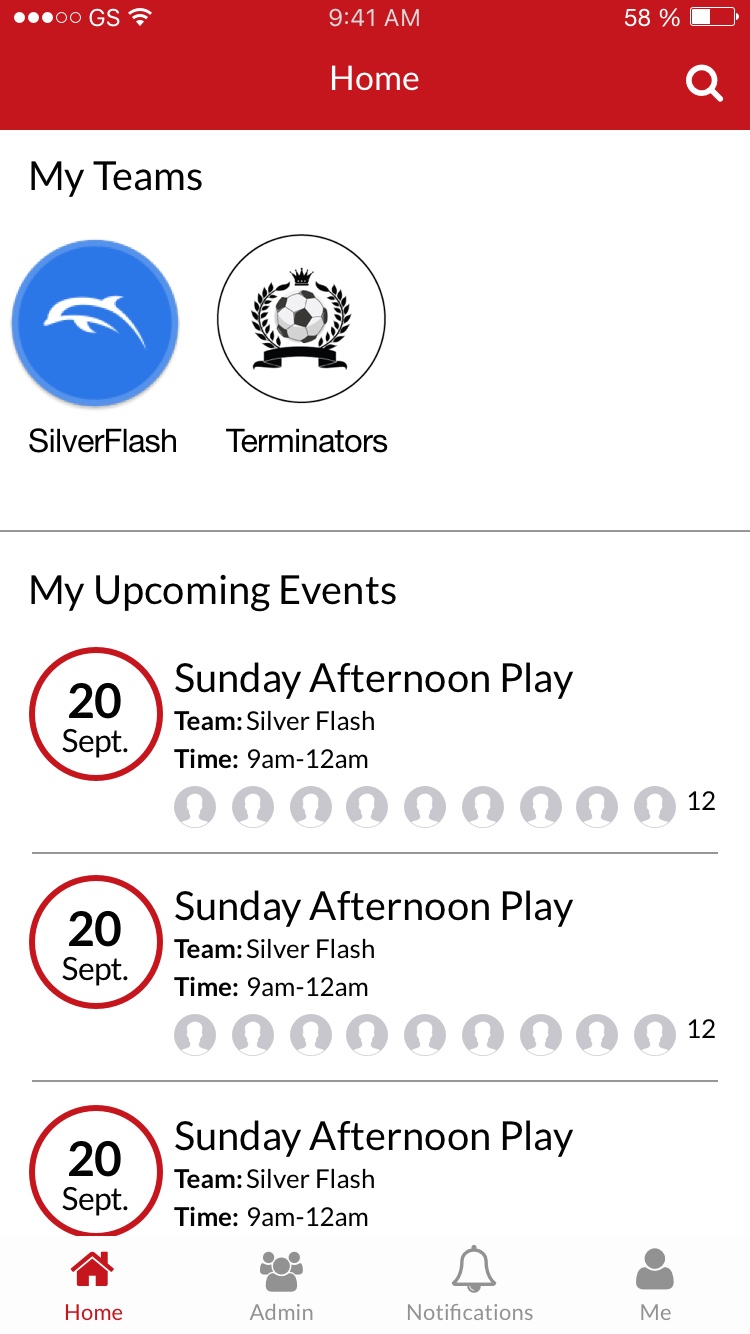 GS 9:41 AM 58 %
Home
My Teams
SilverFlash Terminators
My Upcoming Events
20
Sept.
Sunday Afternoon Play
Team: Silver Flash
Time: 9am-12am
12
20
Sept.
Sunday Afternoon Play
Team: Silver Flash
Time: 9am-12am
12
20
Sept.
Sunday Afternoon Play
Team: Silver Flash
Time: 9am-12am
Home Admin Notifications Me